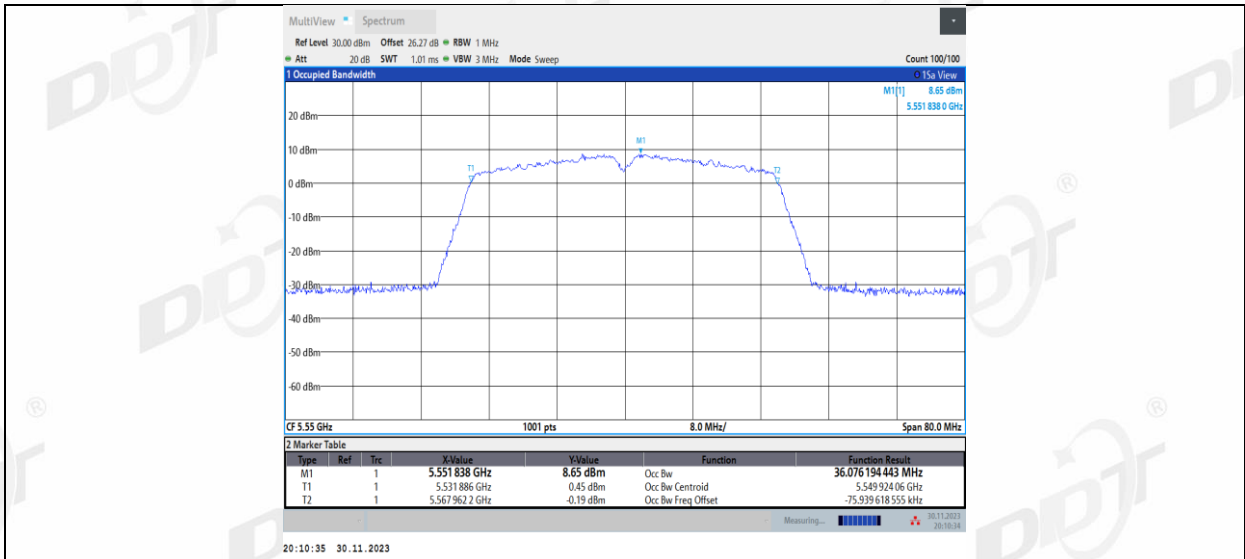 MultiView Spectrum
Ref Level 30.00 dBm Offset 26.27 dB RBW 1 MHz
Att 20 dB SWT 1.01 ms VBW 3 MHz Mode Sweep Count 100/100
1 Occupied Bandwidth 1Sa View
M1[1] 8.65 dBm
5.551 838 0 GHz
20 dBm
M1
10 dBm
T1 T2
0 dBm
-10 dBm
-20 dBm
-30 dBm
-40 dBm
-50 dBm
-60 dBm
CF 5.55 GHz 1001 pts 8.0 MHz/ Span 80.0 MHz
2 Marker Table
Type Ref Trc X-Value Y-Value Function Function Result
M1 1 5.551 838 GHz 8.65 dBm Occ Bw 36.076 194 443 MHz
T1 1 5.531 886 GHz 0.45 dBm Occ Bw Centroid 5.549 924 06 GHz
T2 1 5.567 962 2 GHz -0.19 dBm Occ Bw Freq Offset -75.939 618 555 kHz
Measuring... 30.11.2023
20:10:34
20:10:35 30.11.2023
DDT